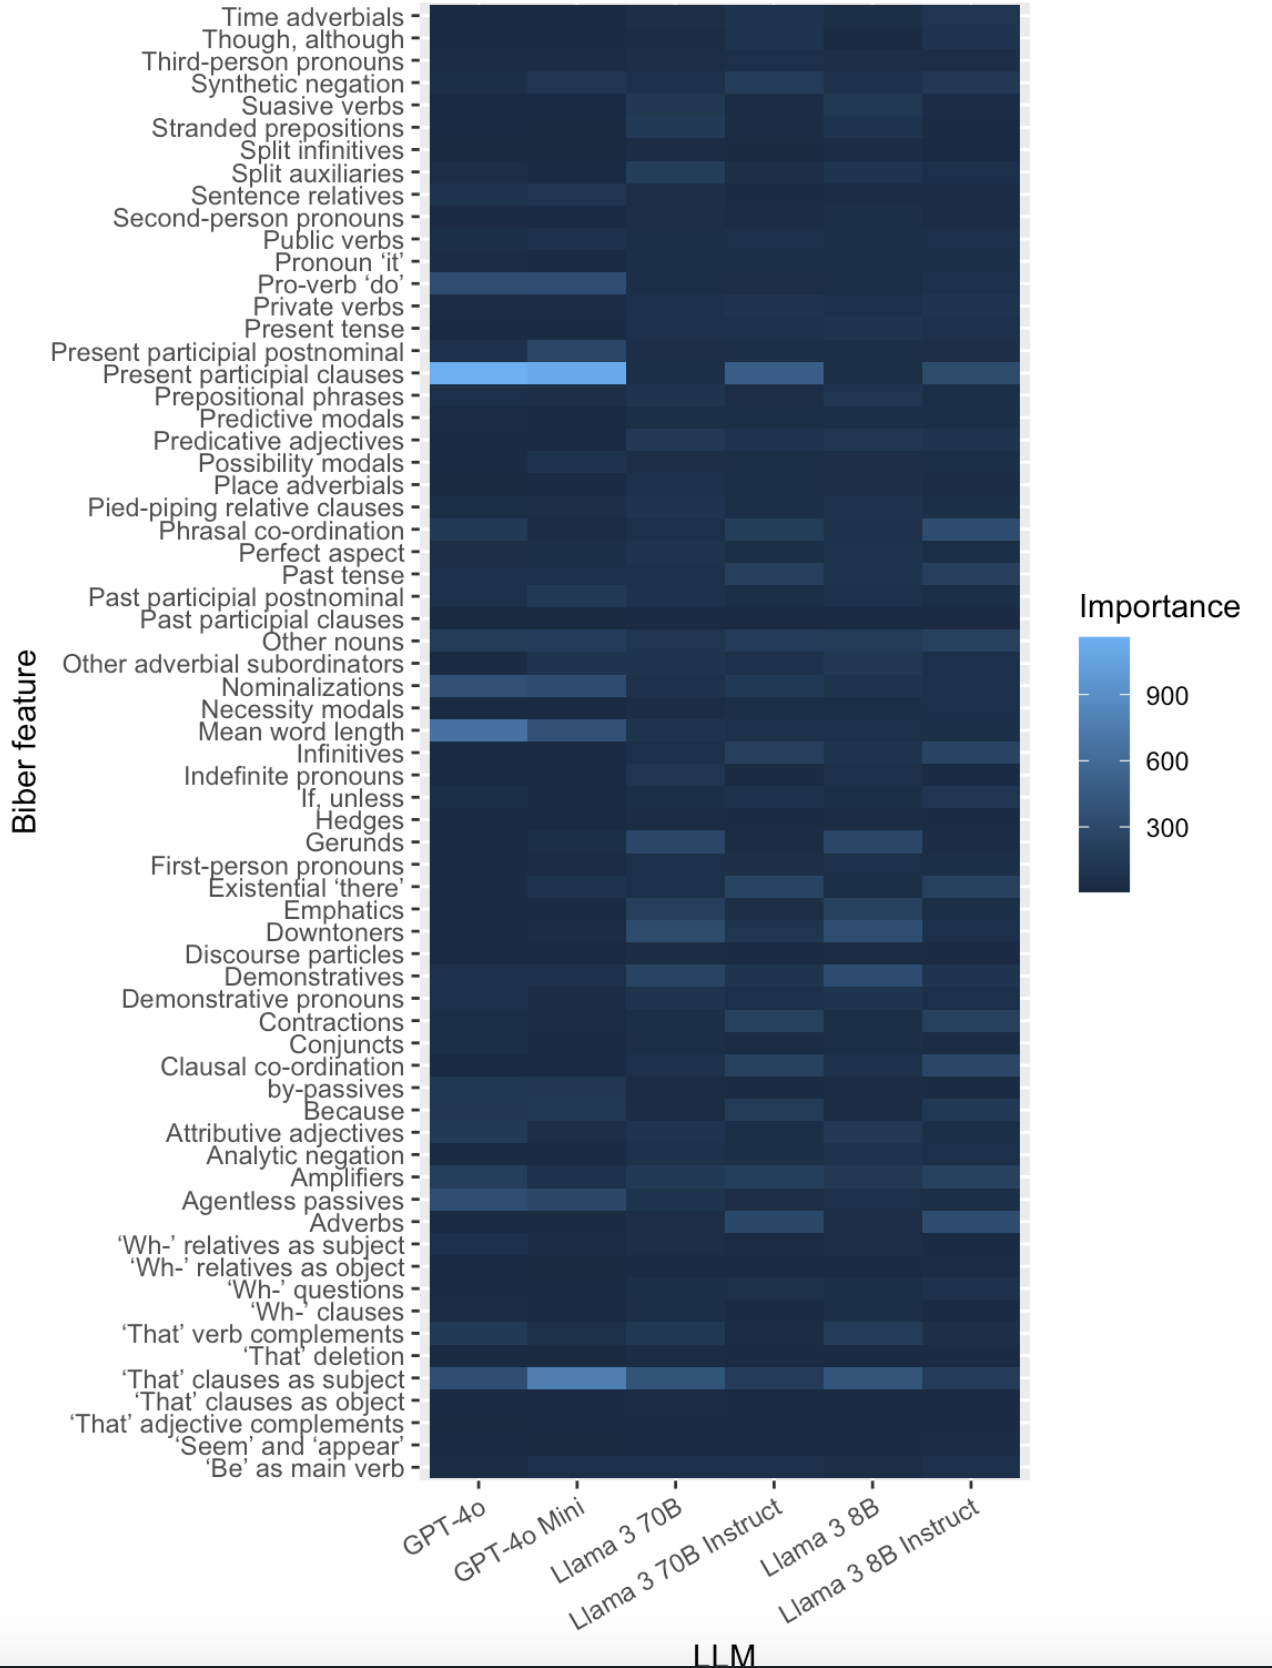 Time adverbials
Though, although
Third-person pronouns
Synthetic negation
Suasive verbs
Stranded prepositions
Split infinitives
Split auxiliaries
Sentence relatives
Second-person pronouns
Public verbs
Pronoun ‘it’
Pro-verb ‘do’
Private verbs
Present tense
Present participial postnominal
Present participial clauses
Prepositional phrases
Predictive modals
Predicative adjectives
Possibility modals
Place adverbials
Pied-piping relative clauses
Phrasal co-ordination
Perfect aspect
Past tense
Past participial postnominal
Past participial clauses
Other nouns
Other adverbial subordinators
Nominalizations
Necessity modals
Mean word length
Infinitives
Indefinite pronouns
If, unless
Hedges
Gerunds
First-person pronouns
Existential ‘there’
Emphatics
Downtoners
Discourse particles
Demonstratives
Demonstrative pronouns
Contractions
Conjuncts
Clausal co-ordination
by-passives
Because
Attributive adjectives
Analytic negation
Amplifiers
Agentless passives
Adverbs
‘Wh-’ relatives as subject
‘Wh-’ relatives as object
‘Wh-’ questions
‘Wh-’ clauses
‘That’ verb complements
‘That’ deletion
‘That’ clauses as subject
‘That’ clauses as object
‘That’ adjective complements
‘Seem’ and ‘appear’
‘Be’ as main verb
Biber feature
GPT-4o
GPT-4o Mini
Llama 3 70B
Llama 3 70B Instruct
Llama 3 8B
Llama 3 8B Instruct
LLM
Importance
900
600
300